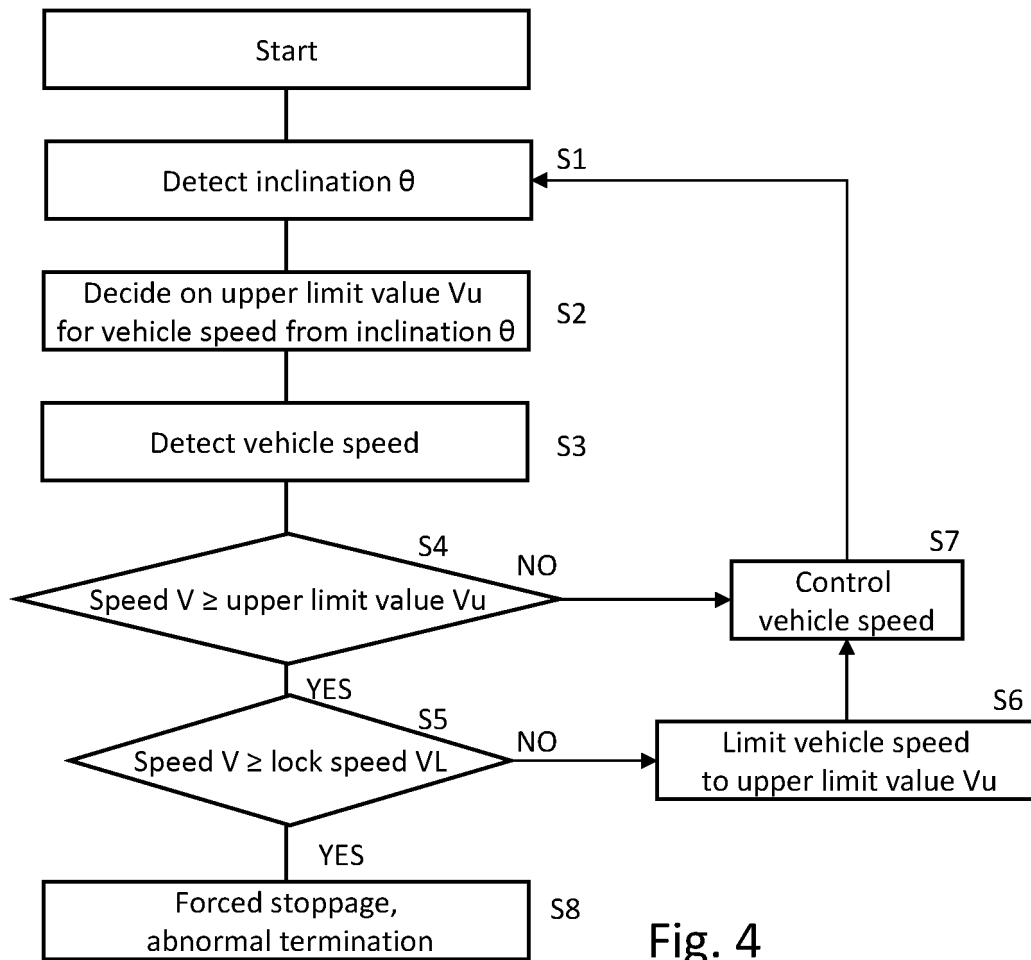 Start
Detect inclination θ
S1
Decide on upper limit value Vu
for vehicle speed from inclination θ
S2
Detect vehicle speed
S3
S4
Speed V ≥ upper limit value Vu
NO
S7
Control
vehicle speed
YES
S5
Speed V ≥ lock speed VL
NO
S6
Limit vehicle speed
to upper limit value Vu
YES
Forced stoppage,
abnormal termination
S8
Fig. 4